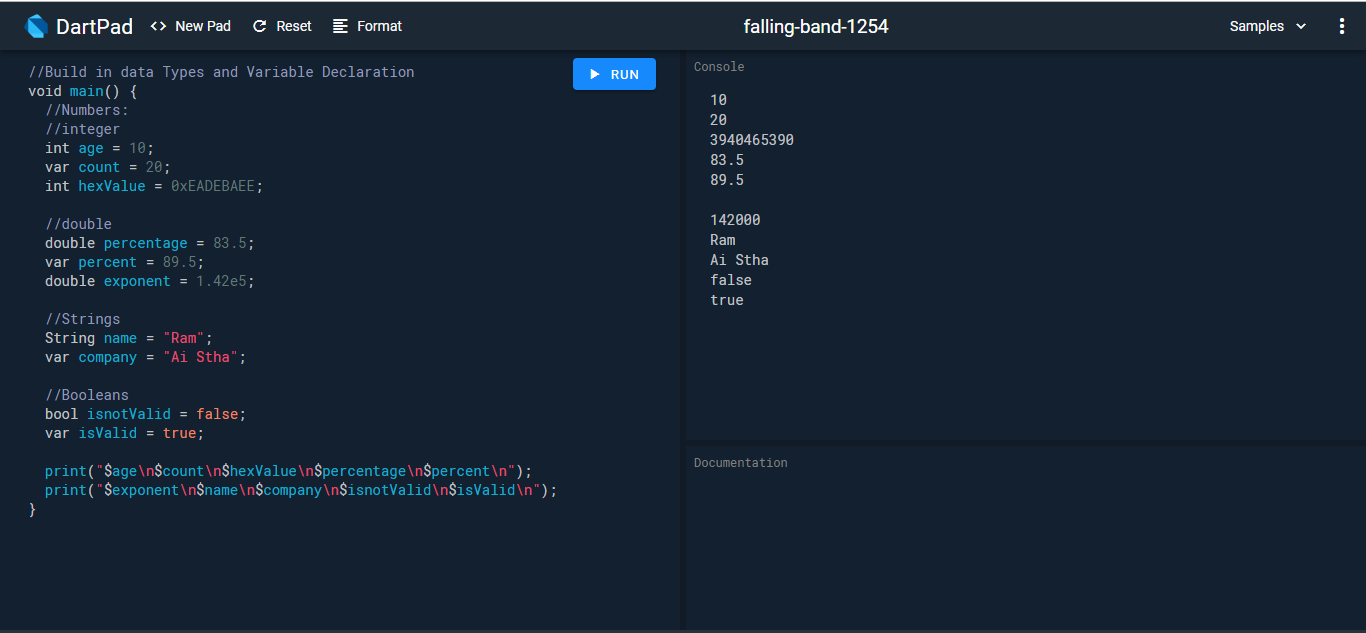 DartPad <> New Pad Reset Format falling-band-1254 Samples
//Build in data Types and Variable Declaration
void main() {
//Numbers:
//integer
int age = 10;
var count = 20;
int hexValue = 0xEADEBAEE;
//double
double percentage = 83.5;
var percent = 89.5;
double exponent = 1.42e5;
//Strings
String name = "Ram";
var company = "Ai Stha";
//Booleans
bool isnotValid = false;
var isValid = true;
print("$age\n$count\n$hexValue\n$percentage\n$percent\n");
print("$exponent\n$name\n$company\n$isnotValid\n$isValid\n");
}
RUN
Console
10
20
3940465390
83.5
89.5
142000
Ram
Ai Stha
false
true
Documentation